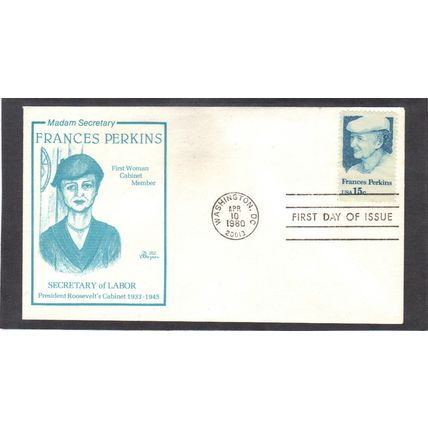 Madam Secretary
FRANCES PERKINS
First Woman
Cabinet
Member
SECRETARY of LABOR
President Roosevelt's Cabinet 1933-1945
Frances Perkins
USA 15c
WASHINGTON, DC
APR
10
1980
20013
FIRST DAY OF ISSUE